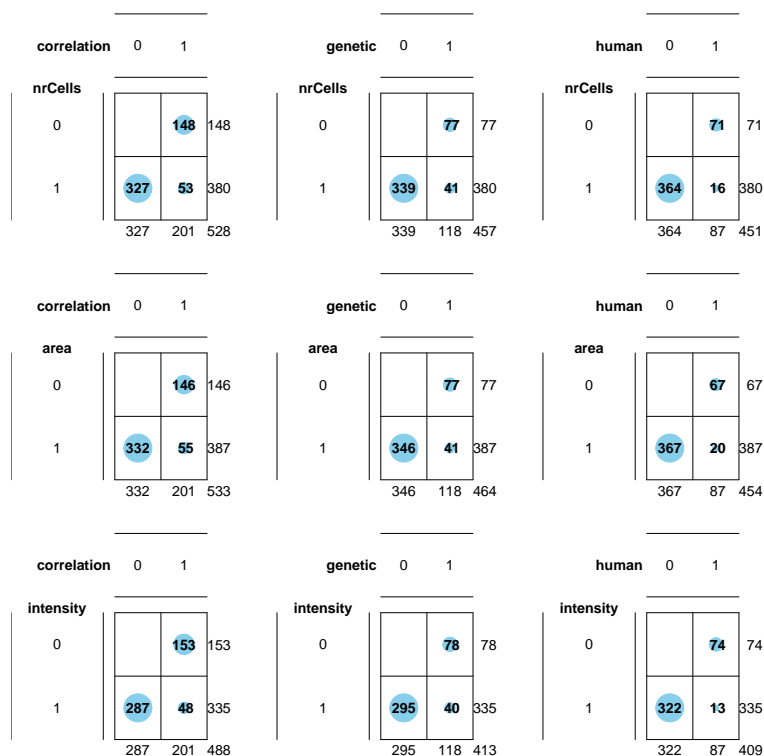 correlation 0 1 genetic 0 1 human 0 1
nrCells nrCells nrCells
0 148 148 0 77 77 0 71 71
1 327 53 380 1 339 41 380 1 364 16 380
327 201 528 339 118 457 364 87 451
correlation 0 1 genetic 0 1 human 0 1
area area area
0 146 146 0 77 77 0 67 67
1 332 55 387 1 346 41 387 1 367 20 387
332 201 533 346 118 464 367 87 454
correlation 0 1 genetic 0 1 human 0 1
intensity intensity intensity
0 153 153 0 78 78 0 74 74
1 287 48 335 1 295 40 335 1 322 13 335
287 201 488 295 118 413 322 87 409